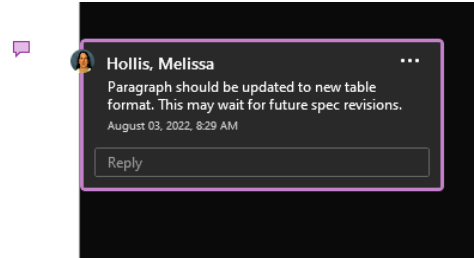 Hollis, Melissa
Paragraph should be updated to new table
format. This may wait for future spec revisions.
August 03, 2022, 8:29 AM
Reply